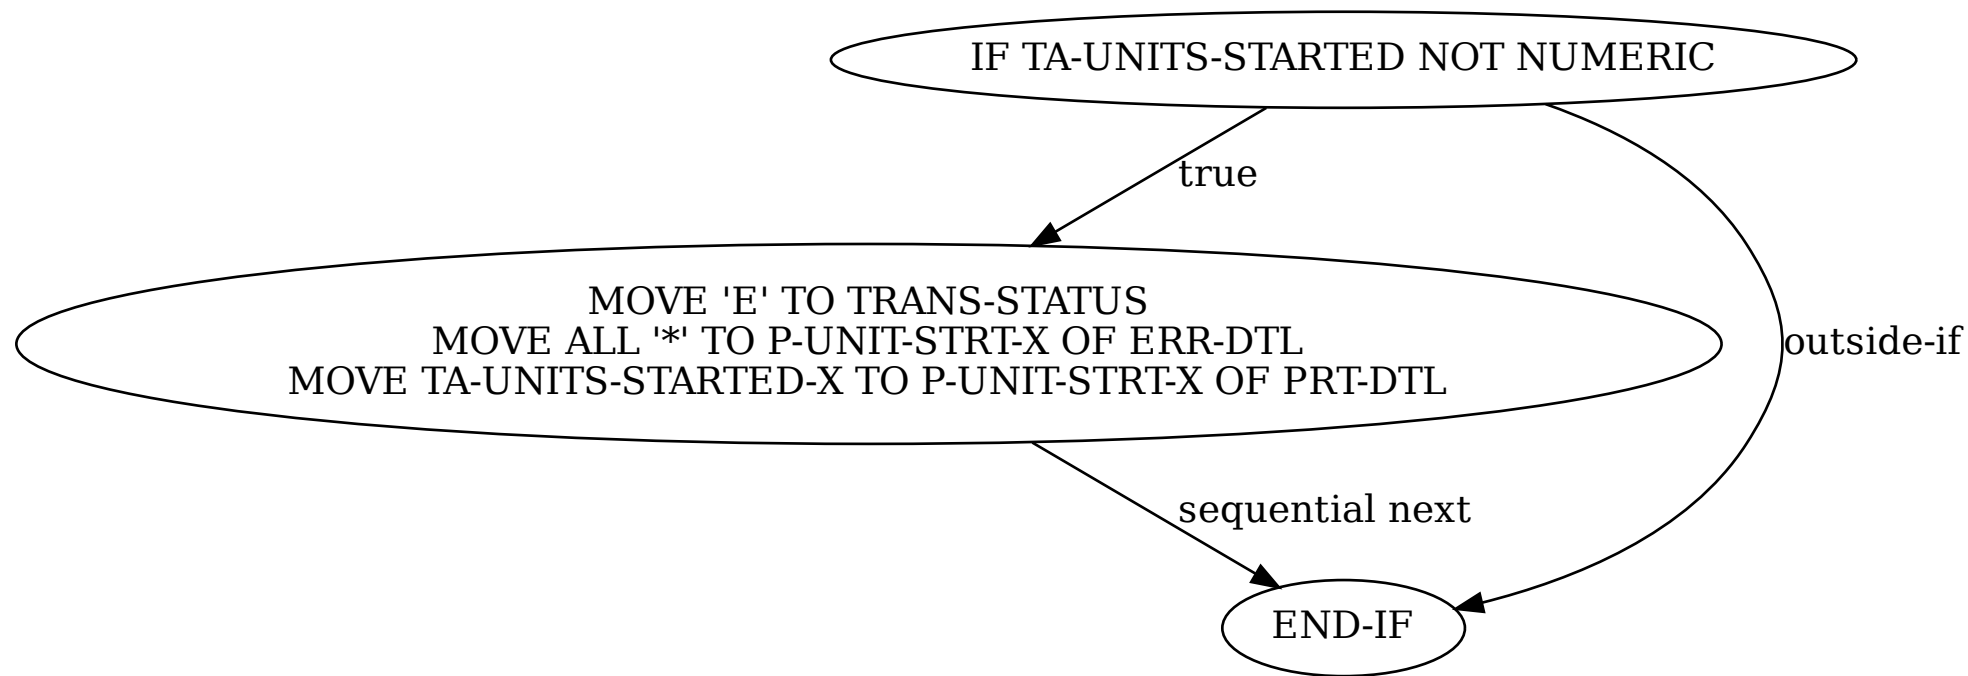 IF TA-UNITS-STARTED NOT NUMERIC
true
MOVE 'E' TO TRANS-STATUS
MOVE ALL '*' TO P-UNIT-STRT-X OF ERR-DTL
MOVE TA-UNITS-STARTED-X TO P-UNIT-STRT-X OF PRT-DTL
outside-if
sequential next
END-IF